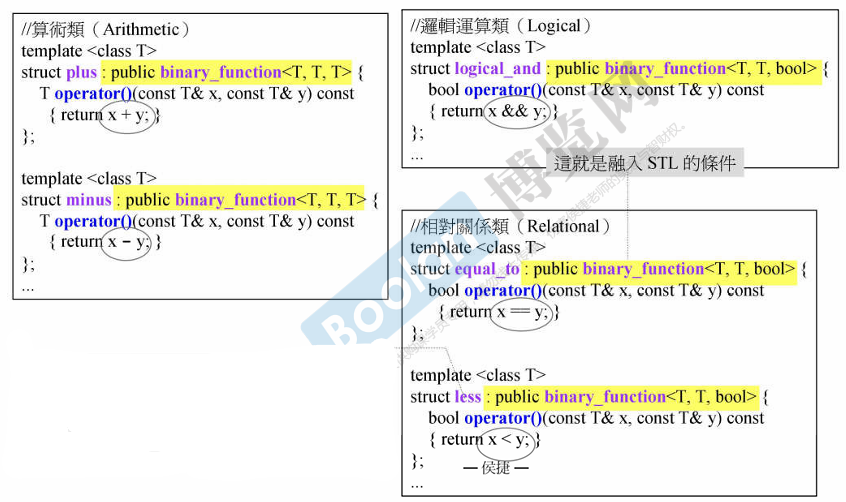 //算術類（Arithmetic）
template <class T>
struct plus : public binary_function<T, T, T> {
T operator()(const T& x, const T& y) const
{ return x + y; }
};
template <class T>
struct minus : public binary_function<T, T, T> {
T operator()(const T& x, const T& y) const
{ return x − y; }
};
...
//邏輯運算類（Logical）
template <class T>
struct logical_and : public binary_function<T, T, bool> {
bool operator()(const T& x, const T& y) const
{ return x && y; }
};
...
這就是融入 STL 的條件
//相對關係類（Relational）
template <class T>
struct equal_to : public binary_function<T, T, bool> {
bool operator()(const T& x, const T& y) const
{ return x == y; }
};
template <class T>
struct less : public binary_function<T, T, bool> {
bool operator()(const T& x, const T& y) const
{ return x < y; }
};
— 侯捷 —
...
Boolan
博览网